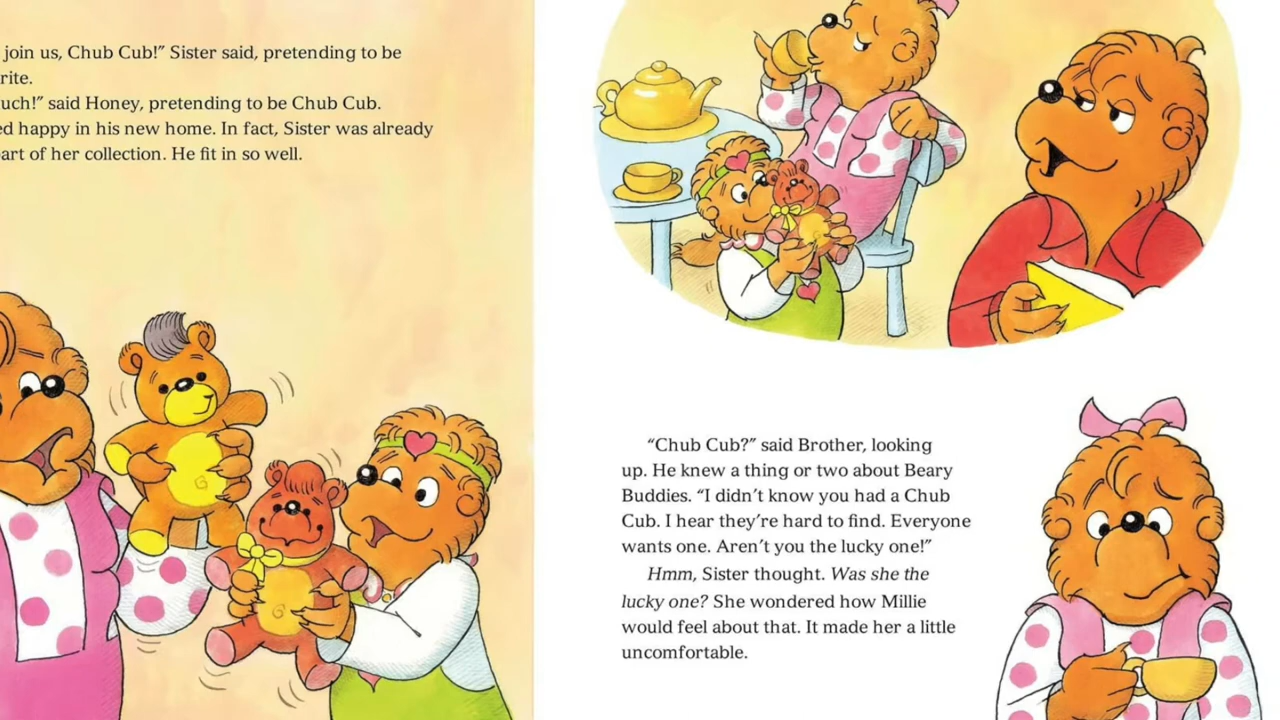 join us, Chub Cub!” Sister said, pretending to be
rite.
uch!” said Honey, pretending to be Chub Cub.
ed happy in his new home. In fact, Sister was already
art of her collection. He fit in so well.
“Chub Cub?” said Brother, looking
up. He knew a thing or two about Beary
Buddies. “I didn’t know you had a Chub
Cub. I hear they’re hard to find. Everyone
wants one. Aren’t you the lucky one!”
Hmm, Sister thought. Was she the
lucky one? She wondered how Millie
would feel about that. It made her a little
uncomfortable.